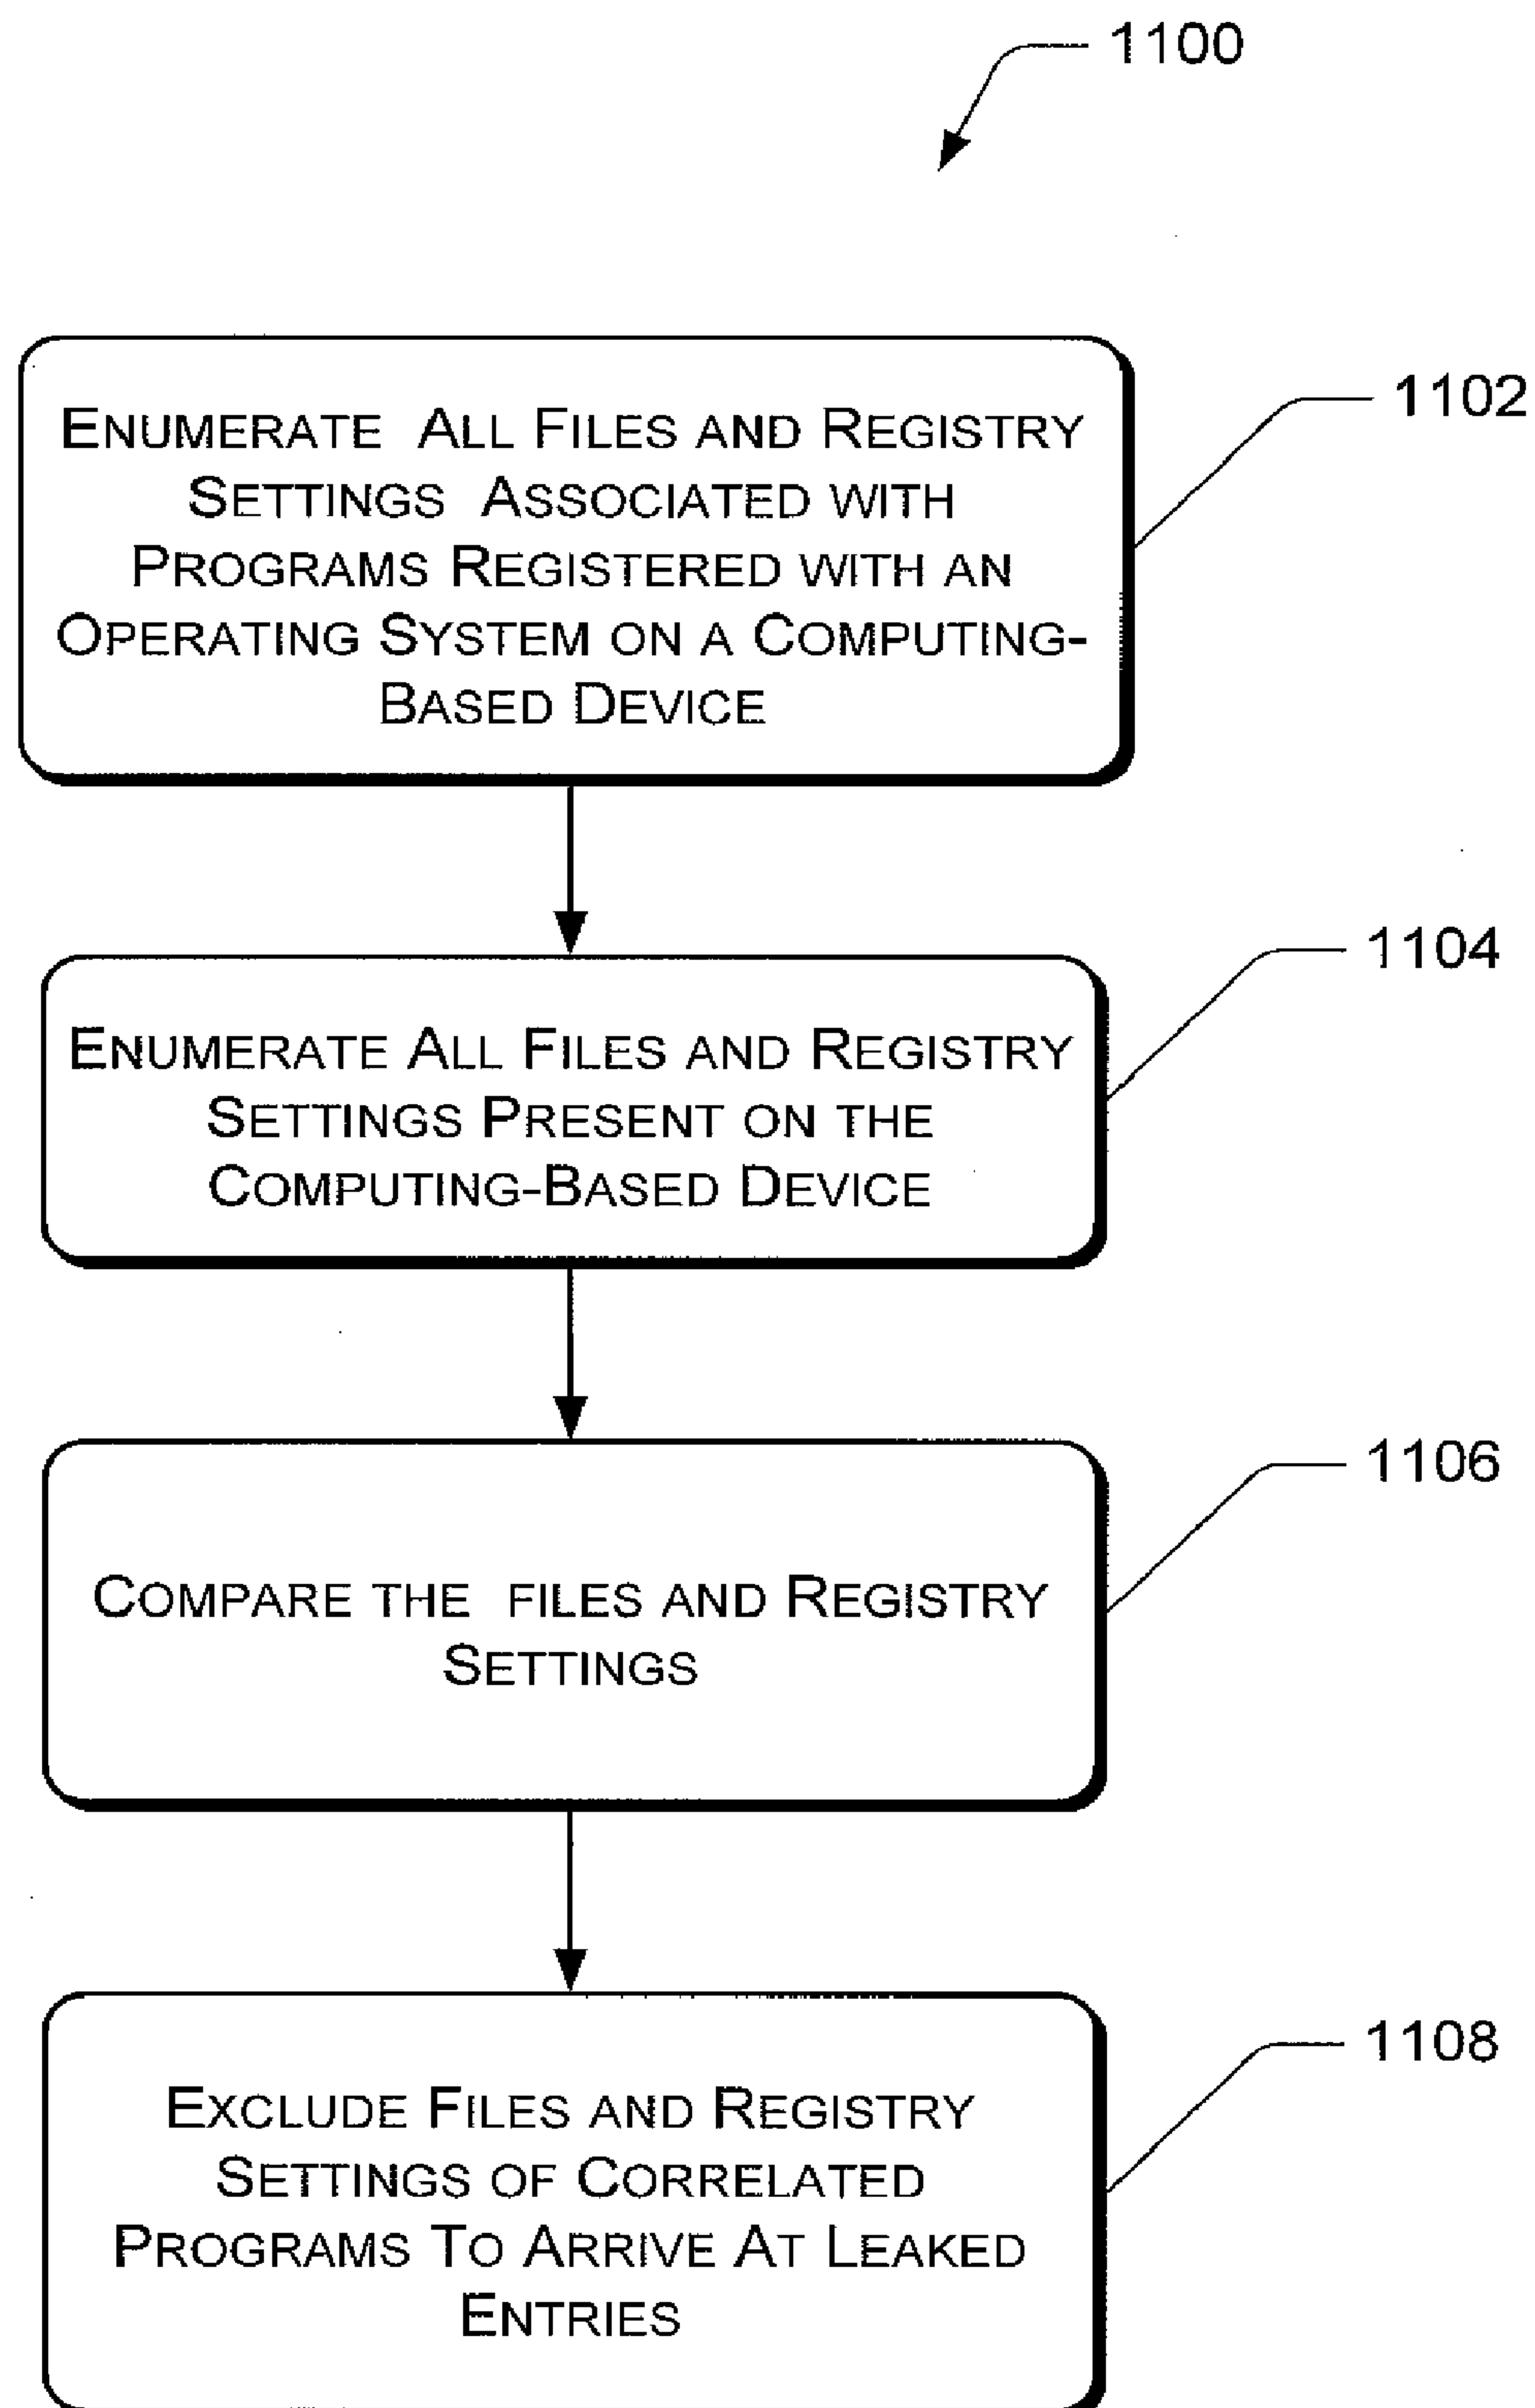 1100
ENUMERATE ALL FILES AND REGISTRY
SETTINGS ASSOCIATED WITH
PROGRAMS REGISTERED WITH AN
OPERATING SYSTEM ON A COMPUTING-
BASED DEVICE
1102
ENUMERATE ALL FILES AND REGISTRY
SETTINGS PRESENT ON THE
COMPUTING-BASED DEVICE
1104
COMPARE THE FILES AND REGISTRY
SETTINGS
1106
EXCLUDE FILES AND REGISTRY
SETTINGS OF CORRELATED
PROGRAMS TO ARRIVE AT LEAKED
ENTRIES
1108